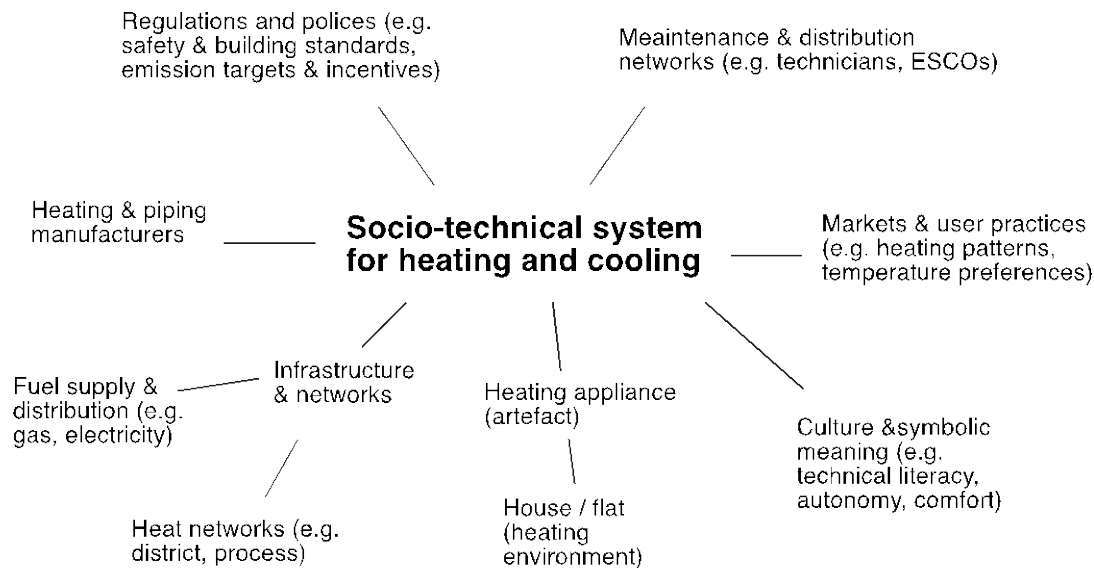 Regulations and polices (e.g.
safety & building standards,
emission targets & incentives)
Meaintenance & distribution
networks (e.g. technicians, ESCOs)
Heating & piping
manufacturers
Socio-technical system
for heating and cooling
Markets & user practices
(e.g. heating patterns,
temperature preferences)
Infrastructure
& networks
Fuel supply &
distribution (e.g.
gas, electricity)
Heating appliance
(artefact)
Culture &symbolic
meaning (e.g.
technical literacy,
autonomy, comfort)
Heat networks (e.g.
district, process)
House / flat
(heating
environment)